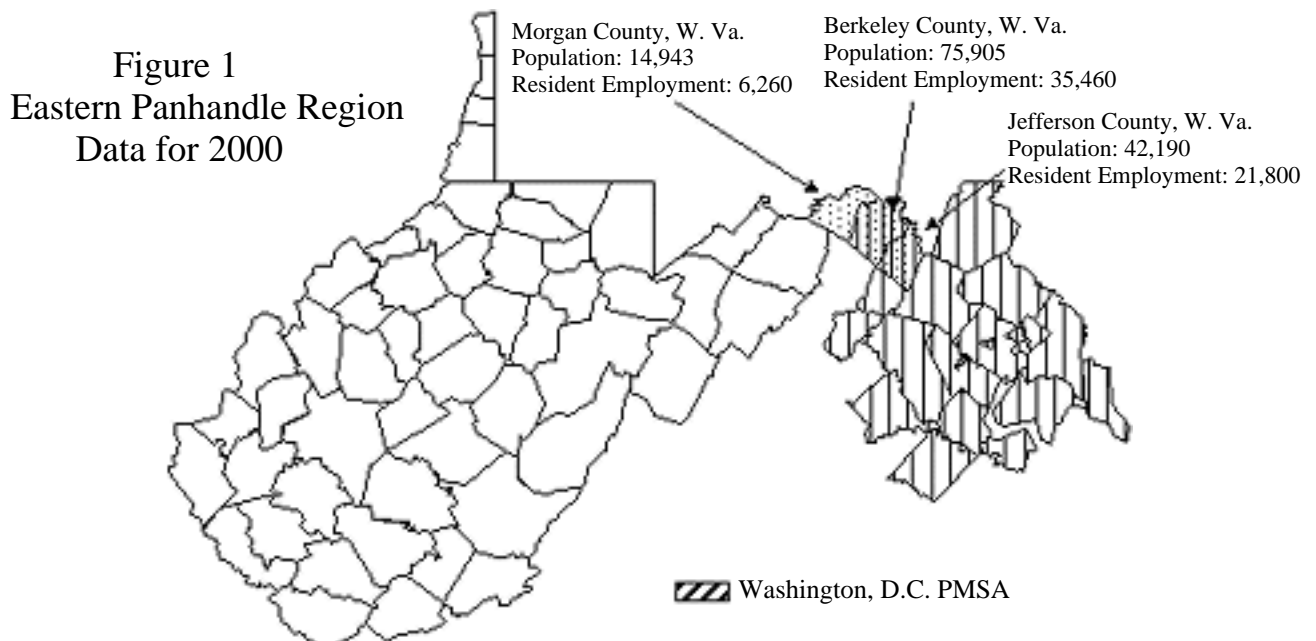 Figure 1
Eastern Panhandle Region
Data for 2000
Morgan County, W. Va.
Population: 14,943
Resident Employment: 6,260
Berkeley County, W. Va.
Population: 75,905
Resident Employment: 35,460
Jefferson County, W. Va.
Population: 42,190
Resident Employment: 21,800
Washington, D.C. PMSA